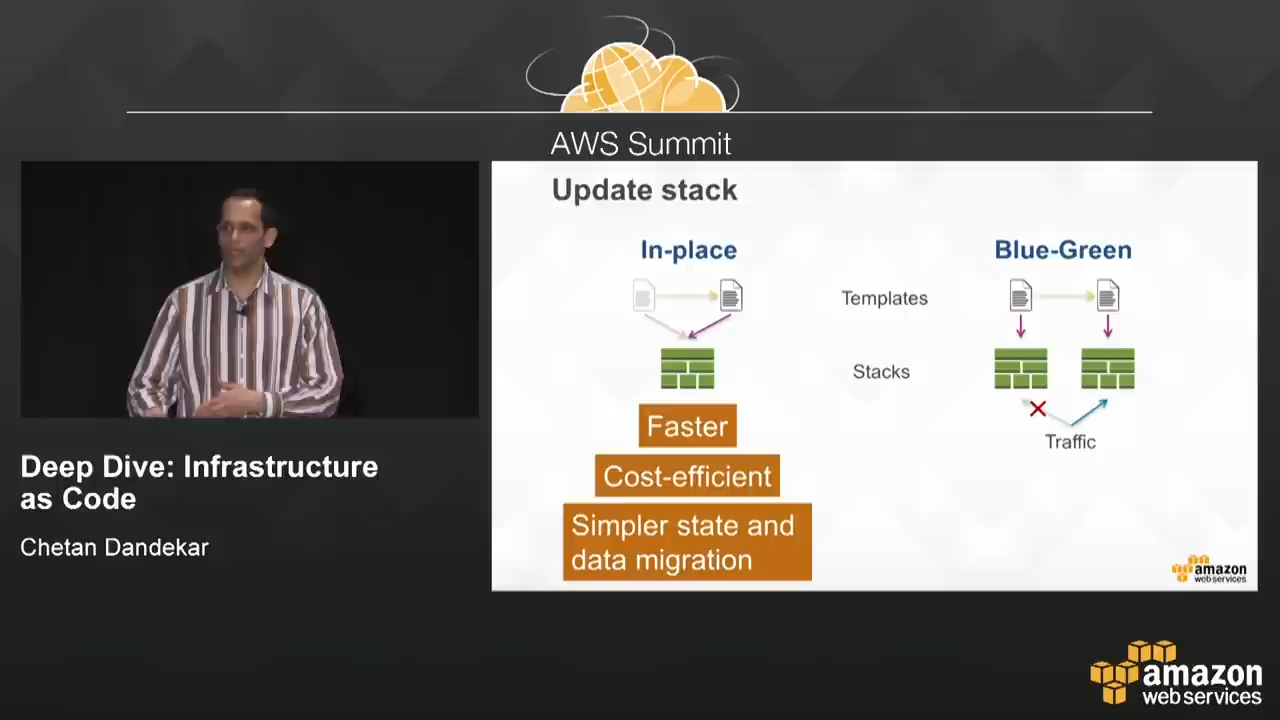 AWS Summit
Update stack
In-place
Blue-Green
Templates
Stacks
Traffic
Faster
Cost-efficient
Simpler state and
data migration
amazon
web services
Deep Dive: Infrastructure
as Code
Chetan Dandekar
amazon
web services